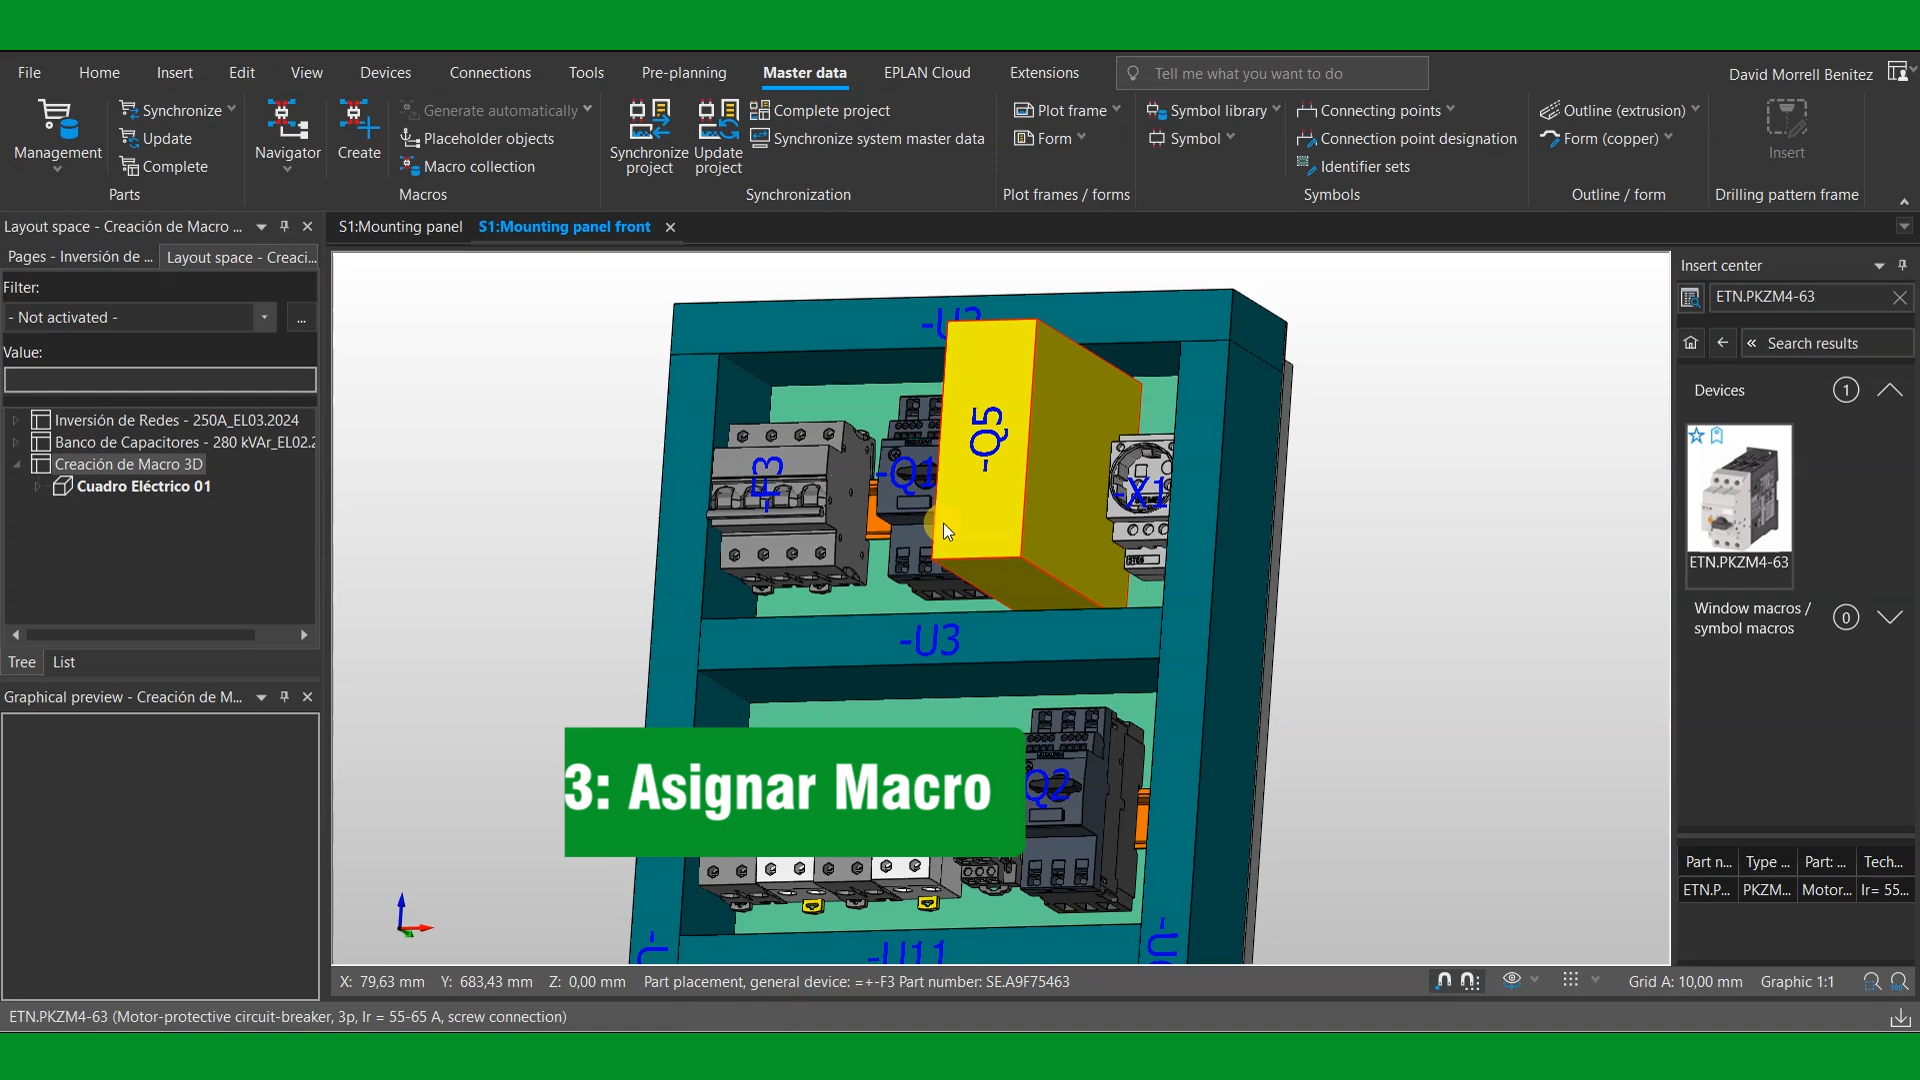 File Home Insert Edit View Devices Connections Tools Pre-planning Master data EPLAN Cloud Extensions Tell me what you want to do David Morrell Benitez
Management
Synchronize
Update
Complete
Parts
Navigator
Create
Generate automatically
Placeholder objects
Macro collection
Macros
Synchronize project
Update project
Complete project
Synchronize system master data
Synchronization
Plot frame
Form
Plot frames / forms
Symbol library
Symbol
Connecting points
Connection point designation
Identifier sets
Symbols
Outline (extrusion)
Form (copper)
Outline / form
Insert
Drilling pattern frame
Layout space - Creación de Macro ...
Pages - Inversión de ... Layout space - Creaci...
Filter:
- Not activated -
...
Value:
Inversión de Redes - 250A_EL03.2024
Banco de Capacitores - 280 kVAr_EL02.2
Creación de Macro 3D
Cuadro Eléctrico 01
Tree List
Graphical preview - Creación de M...
S1:Mounting panel S1:Mounting panel front
-F3
-Q1
-Q5
-X1
-U3
3: Asignar Macro
Q2
-U11
Insert center
ETN.PKZM4-63
« Search results
Devices 1
ETN.PKZM4-63
Window macros /
symbol macros 0
Part n... Type ... Part: ... Tech...
ETN.P... PKZM... Motor... Ir= 55...
X: 79,63 mm Y: 683,43 mm Z: 0,00 mm Part placement, general device: =+-F3 Part number: SE.A9F75463
Grid A: 10,00 mm Graphic 1:1
ETN.PKZM4-63 (Motor-protective circuit-breaker, 3p, Ir = 55-65 A, screw connection)